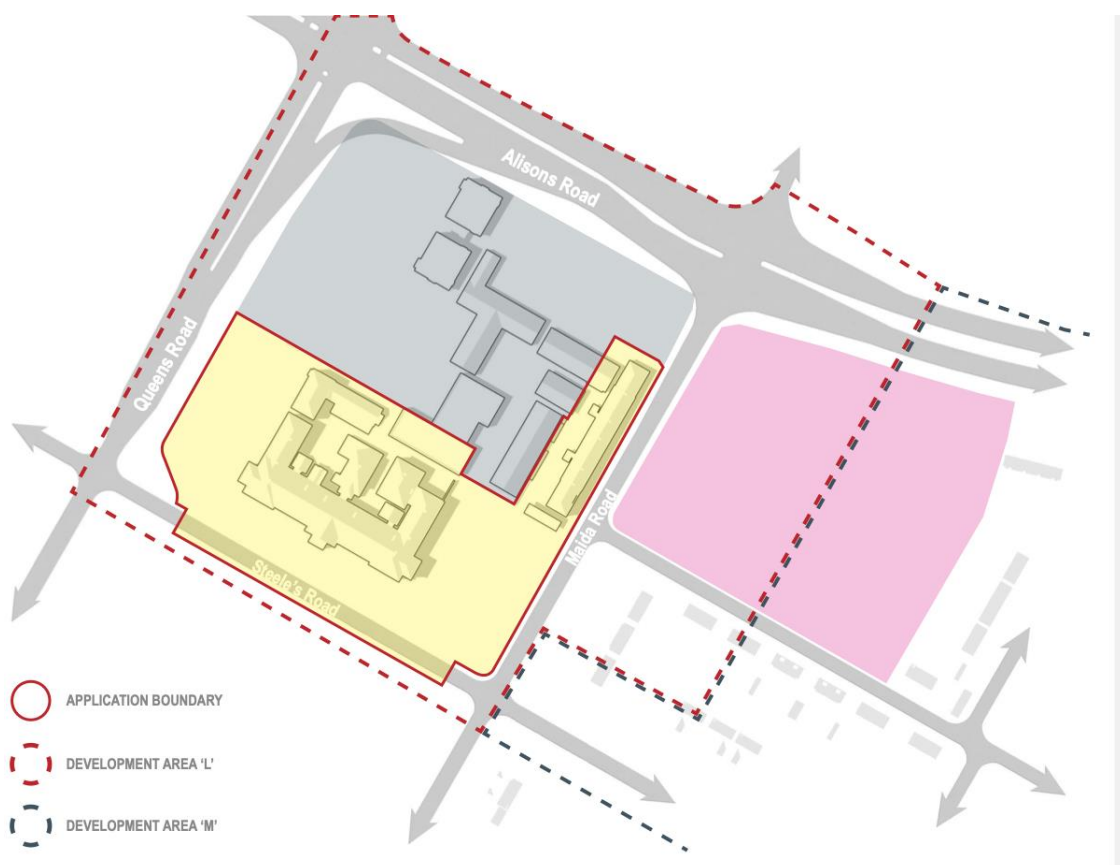 Alisons Road
Queens Road
Maida Road
Steele's Road
APPLICATION BOUNDARY
DEVELOPMENT AREA ‘L’
DEVELOPMENT AREA ‘M’